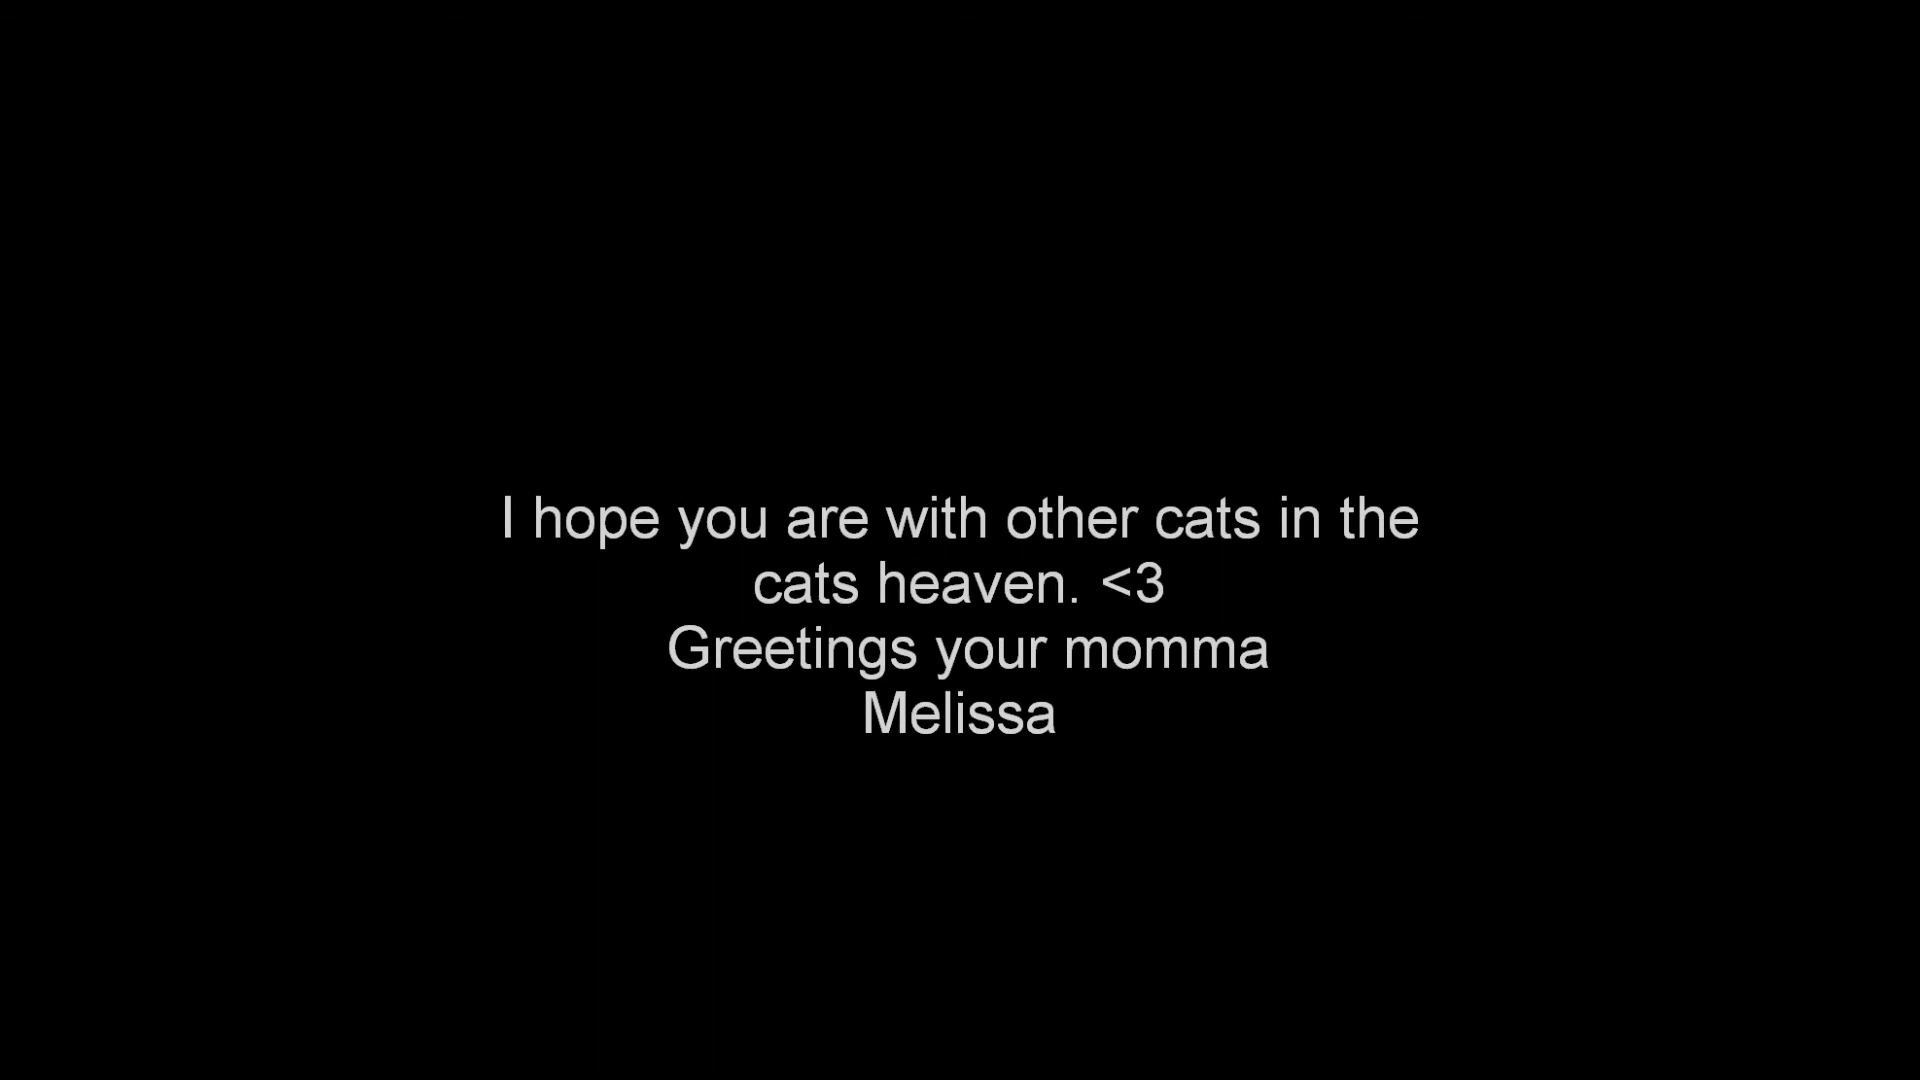 I hope you are with other cats in the
cats heaven. <3
Greetings your momma
Melissa